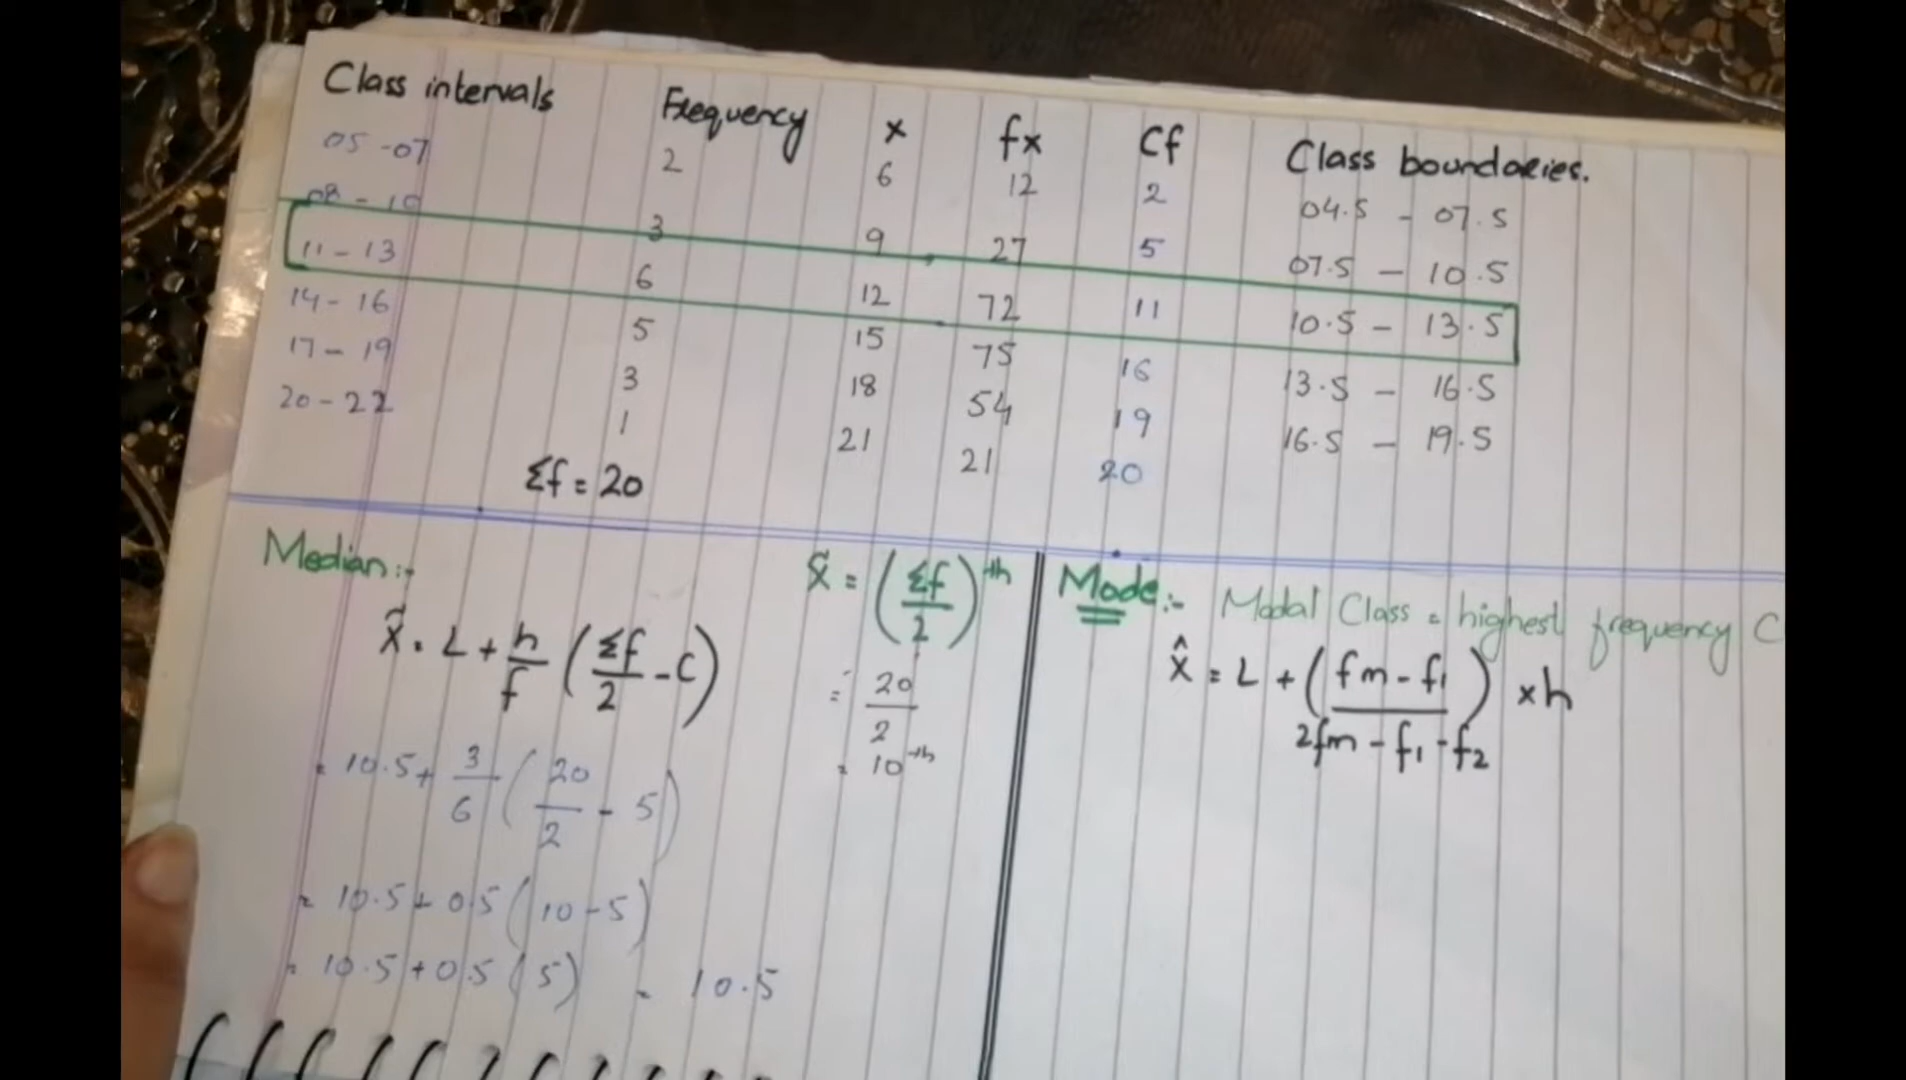 Class intervals Frequency x fx Cf Class boundaries.
05-07 2 6 12 2 04.5 - 07.5
08-10 3 9 27 5 07.5 - 10.5
11-13 6 12 72 11 10.5 - 13.5
14-16 5 15 75 16 13.5 - 16.5
17-19 3 18 54 19 16.5 - 19.5
20-22 1 21 21 20
Σf = 20
Median:-
x̃ = L + h/f (Σf/2 - C)
= 10.5 + 3/6 (20/2 - 5)
= 10.5 + 0.5 (10-5)
= 10.5 + 0.5 (5) = 10.5
x̃ = (Σf/2)th
= 20/2
= 10th
Mode:- Modal Class = highest frequency C
x̂ = L + (fm - f1 / 2fm - f1 - f2) × h